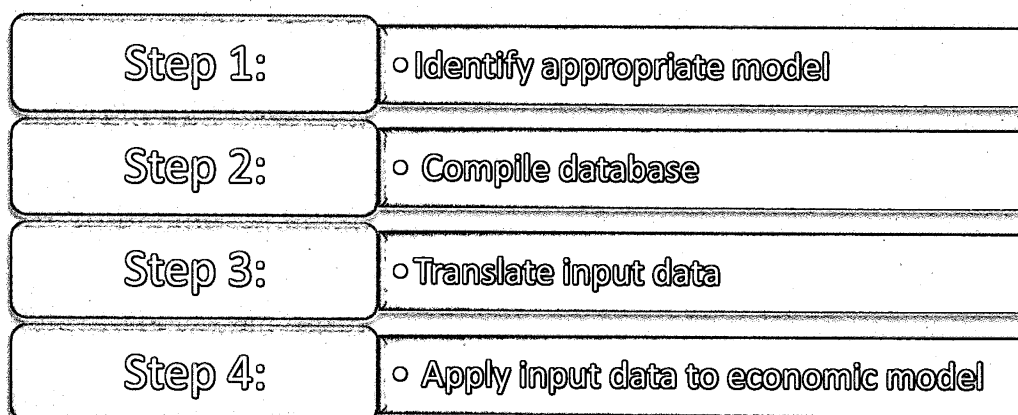 Step 1:
○ Identify appropriate model
Step 2:
○ Compile database
Step 3:
○ Translate input data
Step 4:
○ Apply input data to economic model